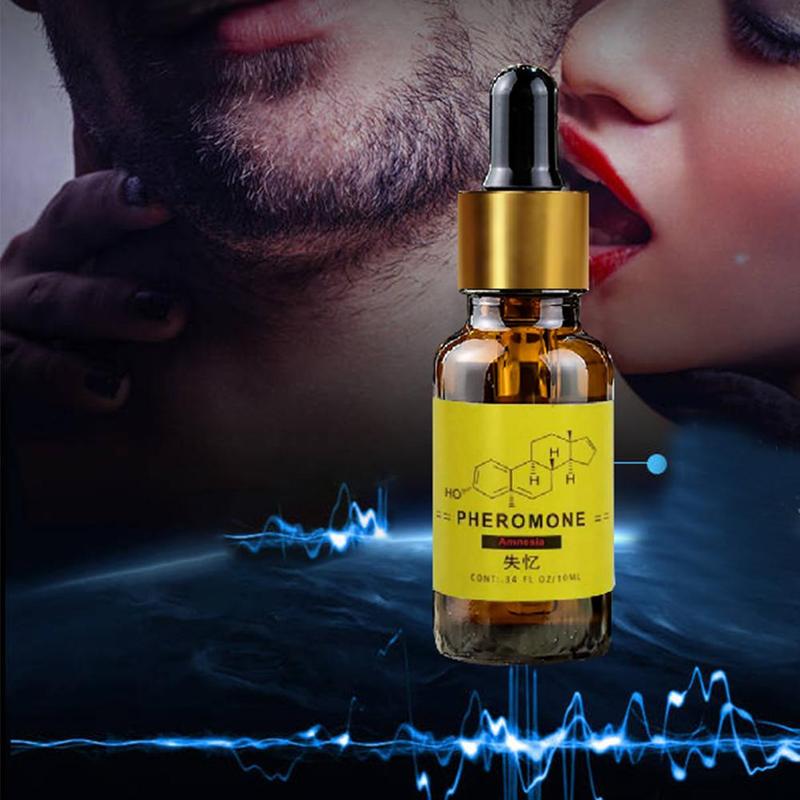 H
H
H
HO
PHEROMONE
Amnesia
失忆
CONT: .34 FL OZ/10ML